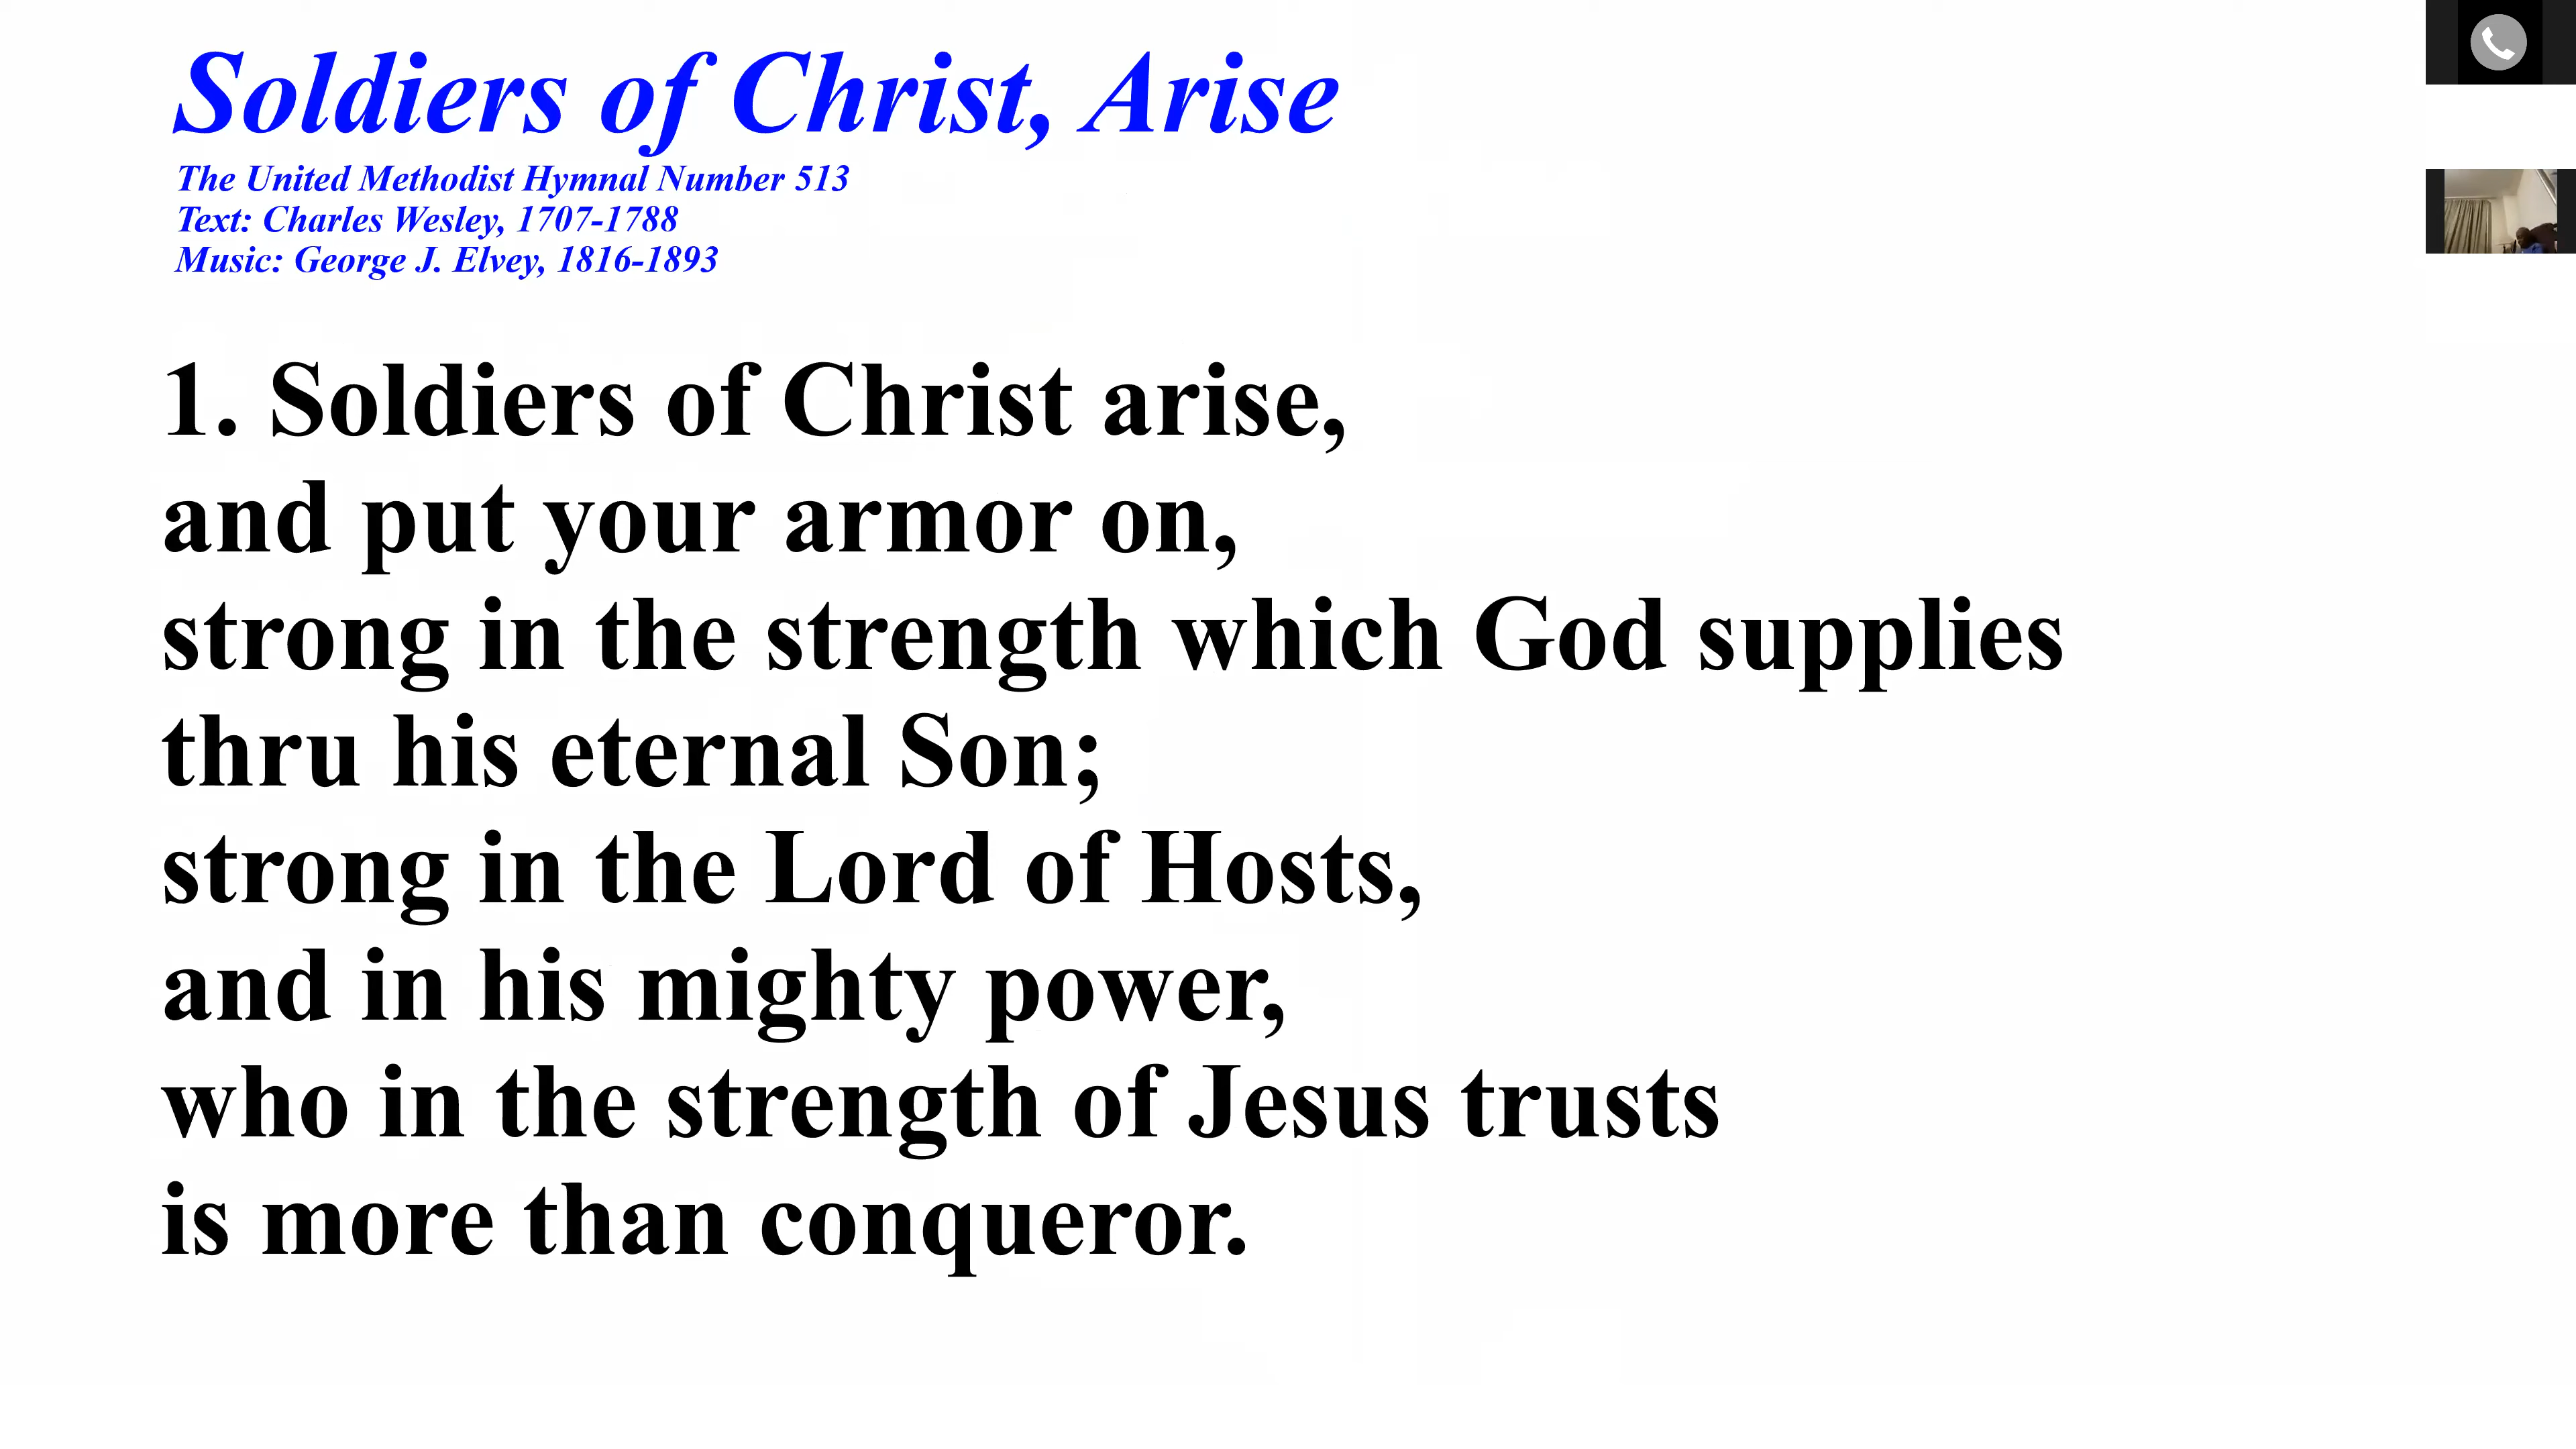 Soldiers of Christ, Arise
The United Methodist Hymnal Number 513
Text: Charles Wesley, 1707-1788
Music: George J. Elvey, 1816-1893
1. Soldiers of Christ arise,
and put your armor on,
strong in the strength which God supplies
thru his eternal Son;
strong in the Lord of Hosts,
and in his mighty power,
who in the strength of Jesus trusts
is more than conqueror.